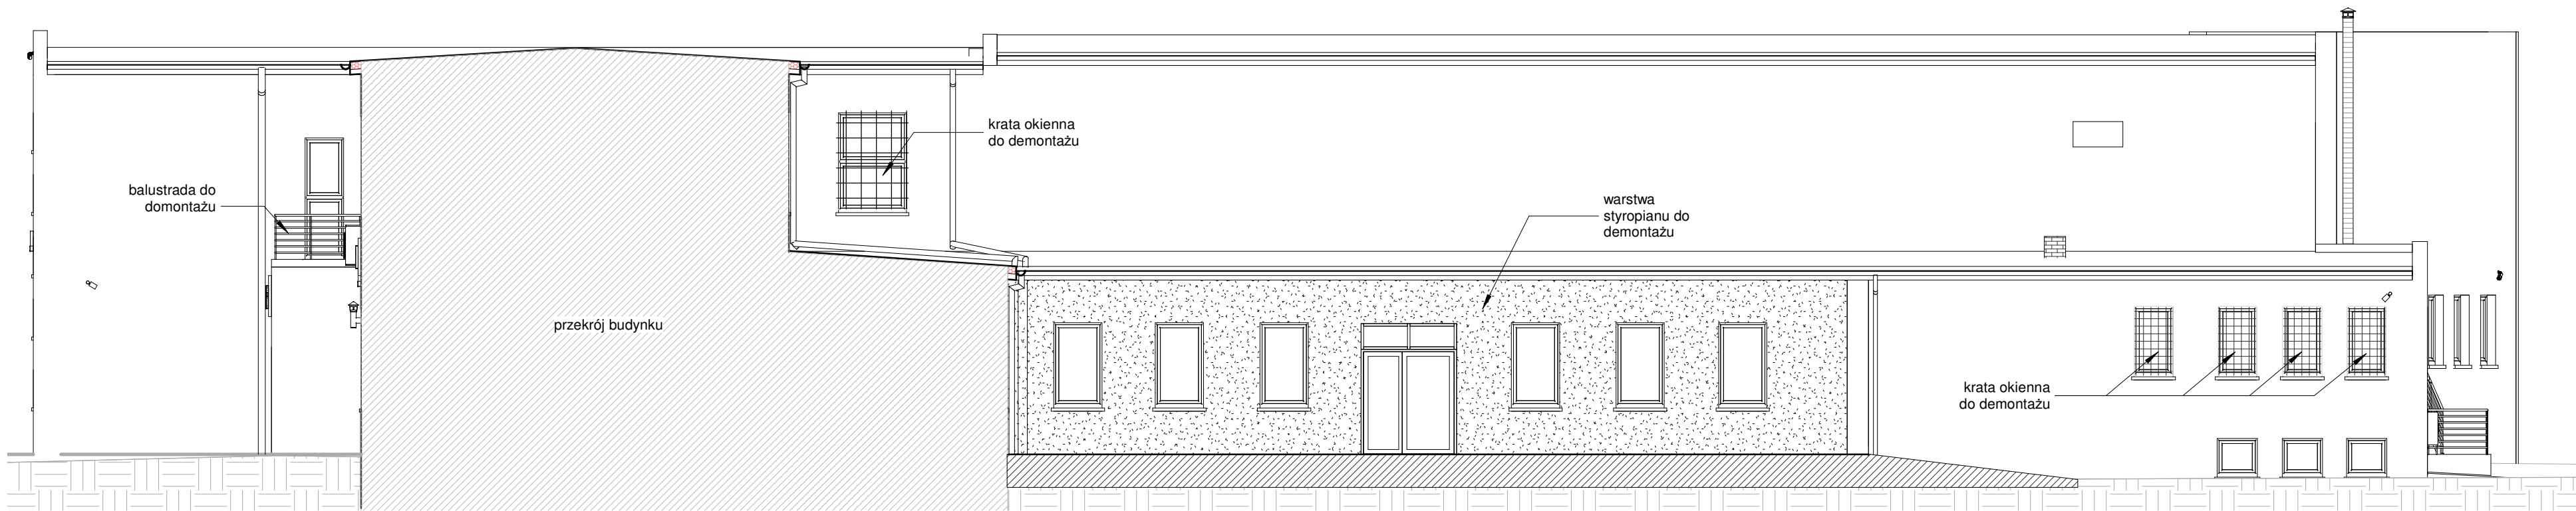 krata okienna
do demontażu
balustrada do
domontażu
warstwa
styropianu do
demontażu
przekrój budynku
krata okienna
do demontażu